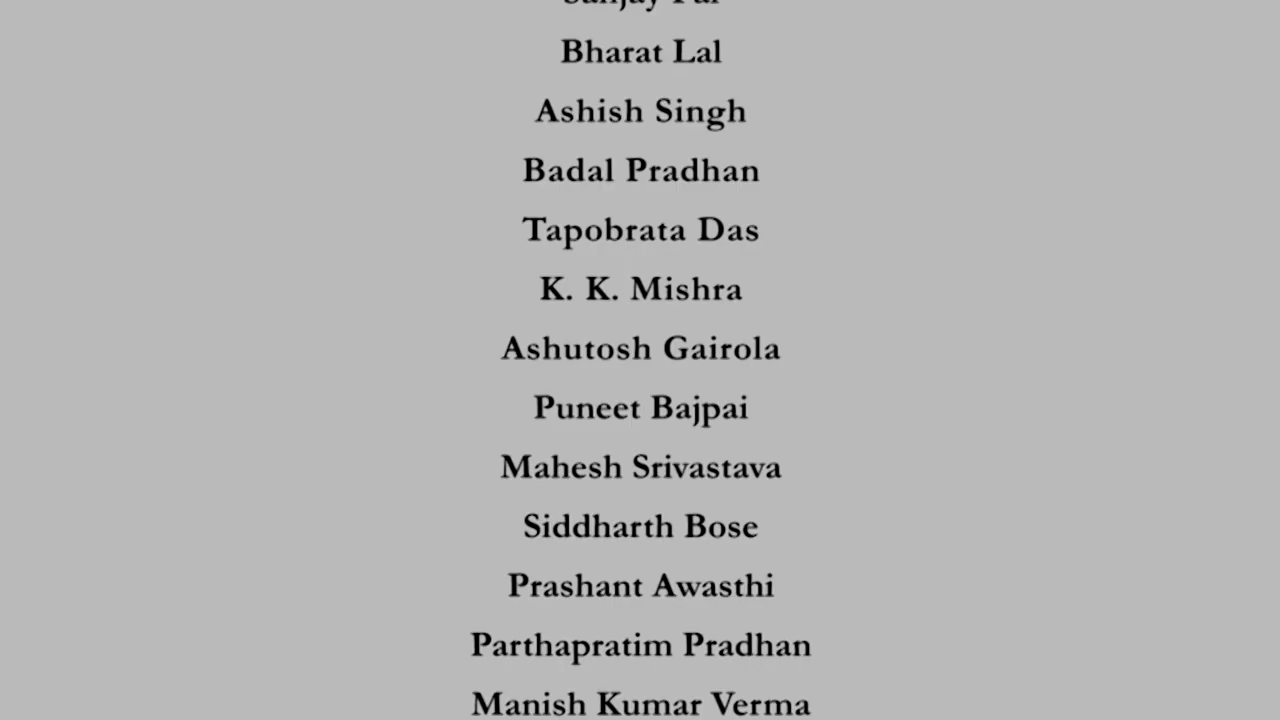 Bharat Lal
Ashish Singh
Badal Pradhan
Tapobrata Das
K. K. Mishra
Ashutosh Gairola
Puneet Bajpai
Mahesh Srivastava
Siddharth Bose
Prashant Awasthi
Parthapratim Pradhan
Manish Kumar Verma